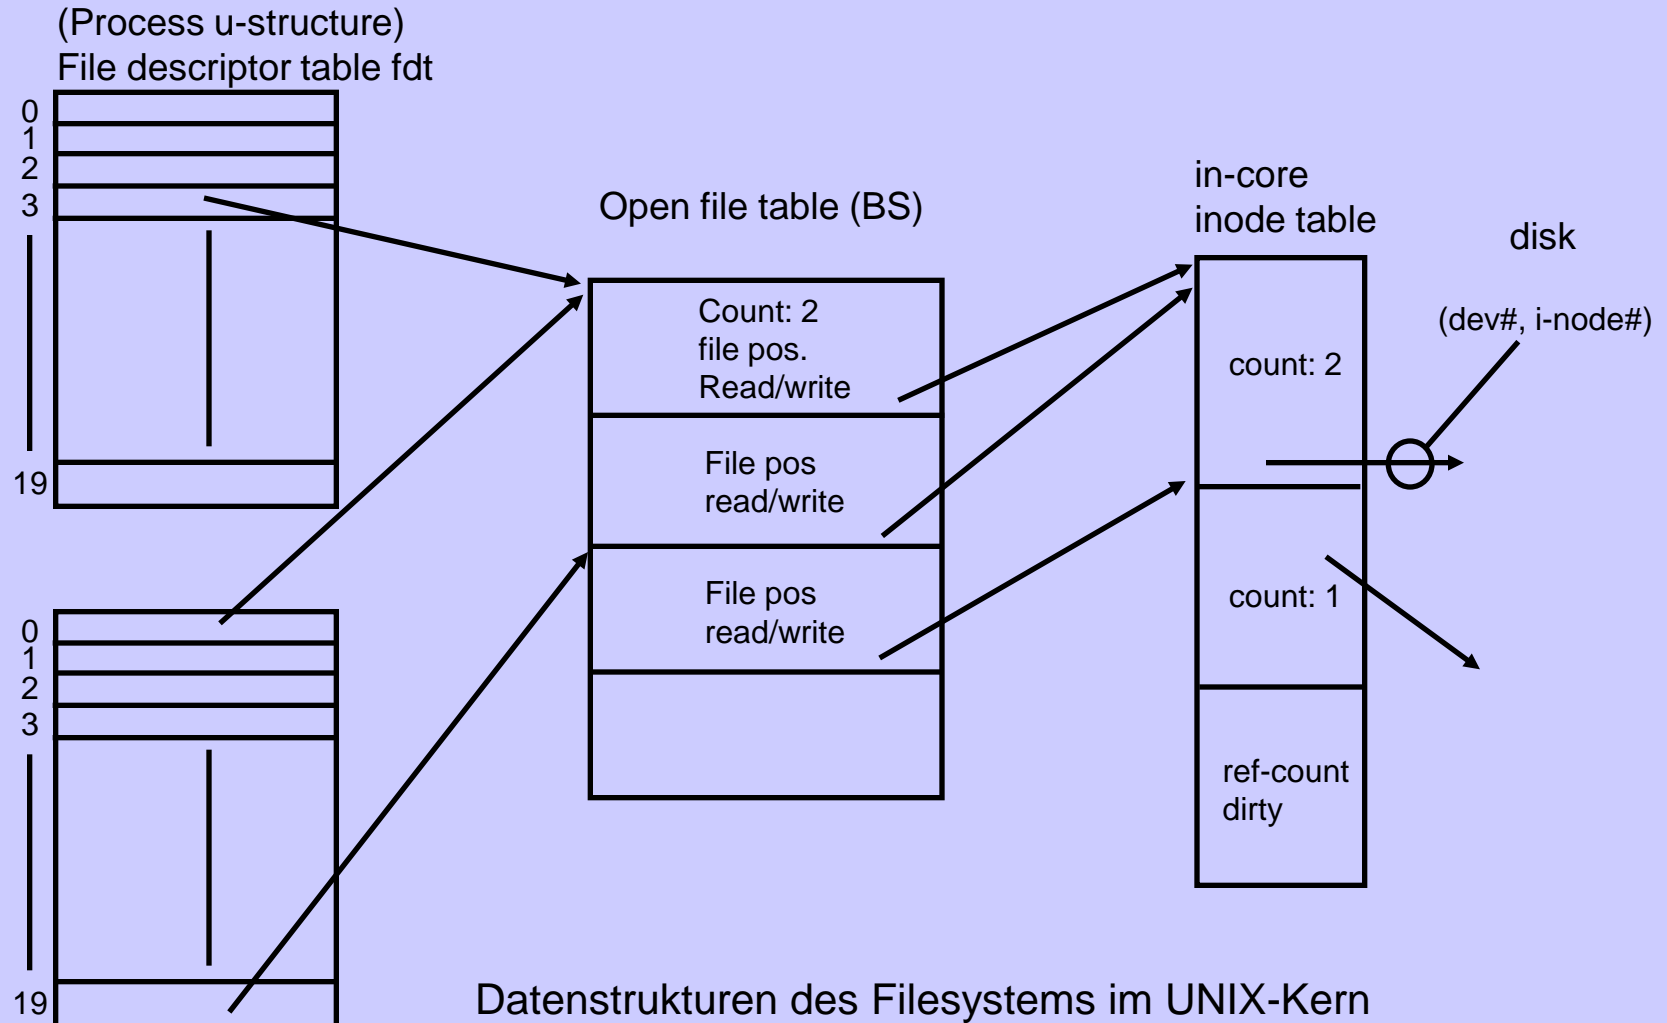 (Process u-structure)
File descriptor table fdt
0
1
2
3
19
0
1
2
3
19
Open file table (BS)
Count: 2
file pos.
Read/write
File pos
read/write
File pos
read/write
in-core
inode table
count: 2
count: 1
ref-count
dirty
disk
(dev#, i-node#)
Datenstrukturen des Filesystems im UNIX-Kern